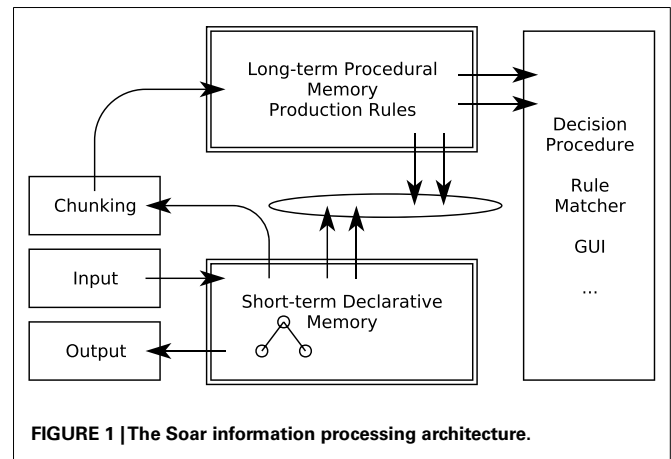 Long-term Procedural
Memory
Production Rules
Decision
Procedure
Rule
Matcher
GUI
...
Chunking
Input
Output
Short-term Declarative
Memory
FIGURE 1 | The Soar information processing architecture.